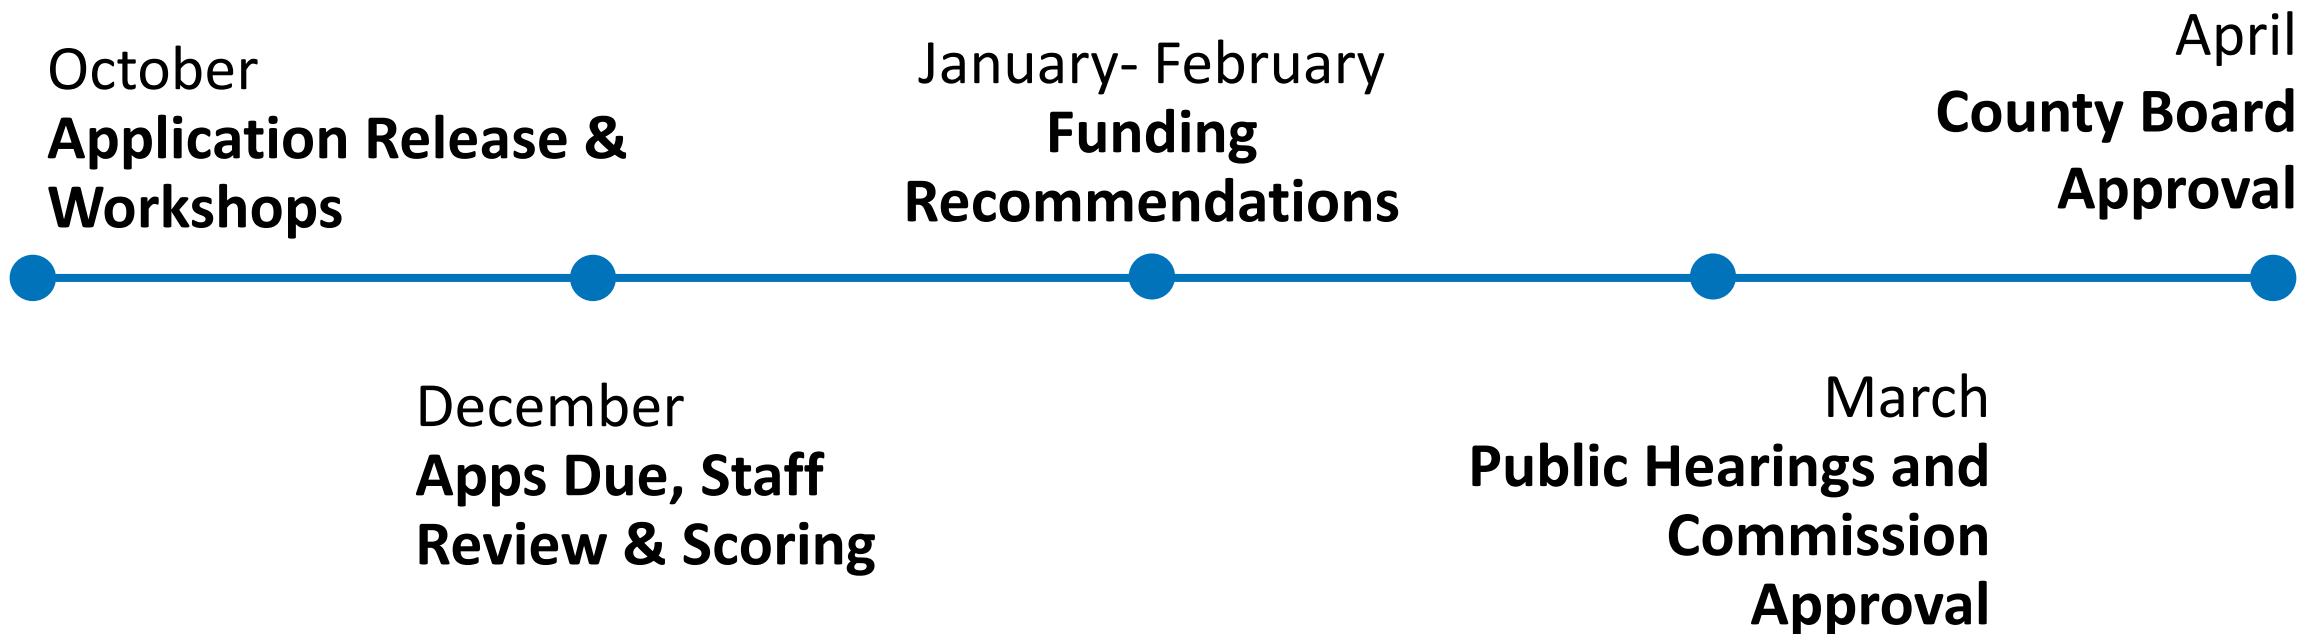 October
Application Release &
Workshops
December
Apps Due, Staff
Review & Scoring
January- February
Funding
Recommendations
March
Public Hearings and
Commission
Approval
April
County Board
Approval